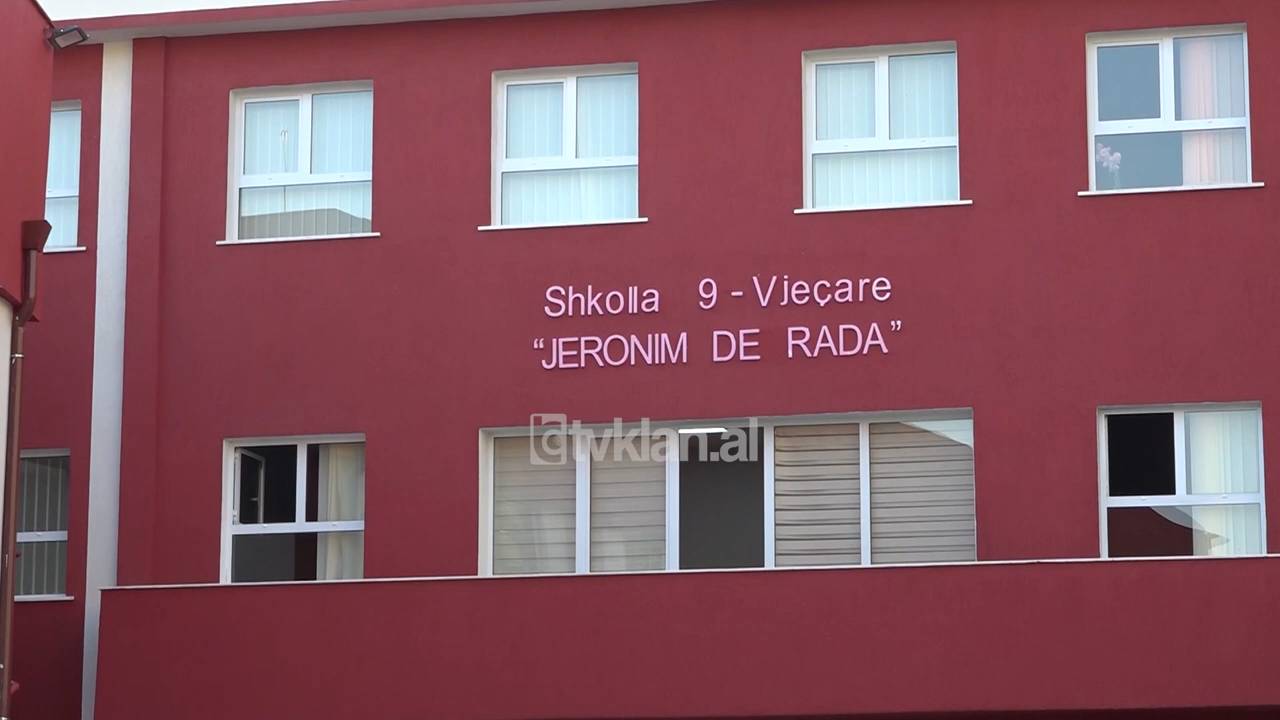 Shkolla 9 - Vjeçare
“JERONIM DE RADA”
tvklan.al